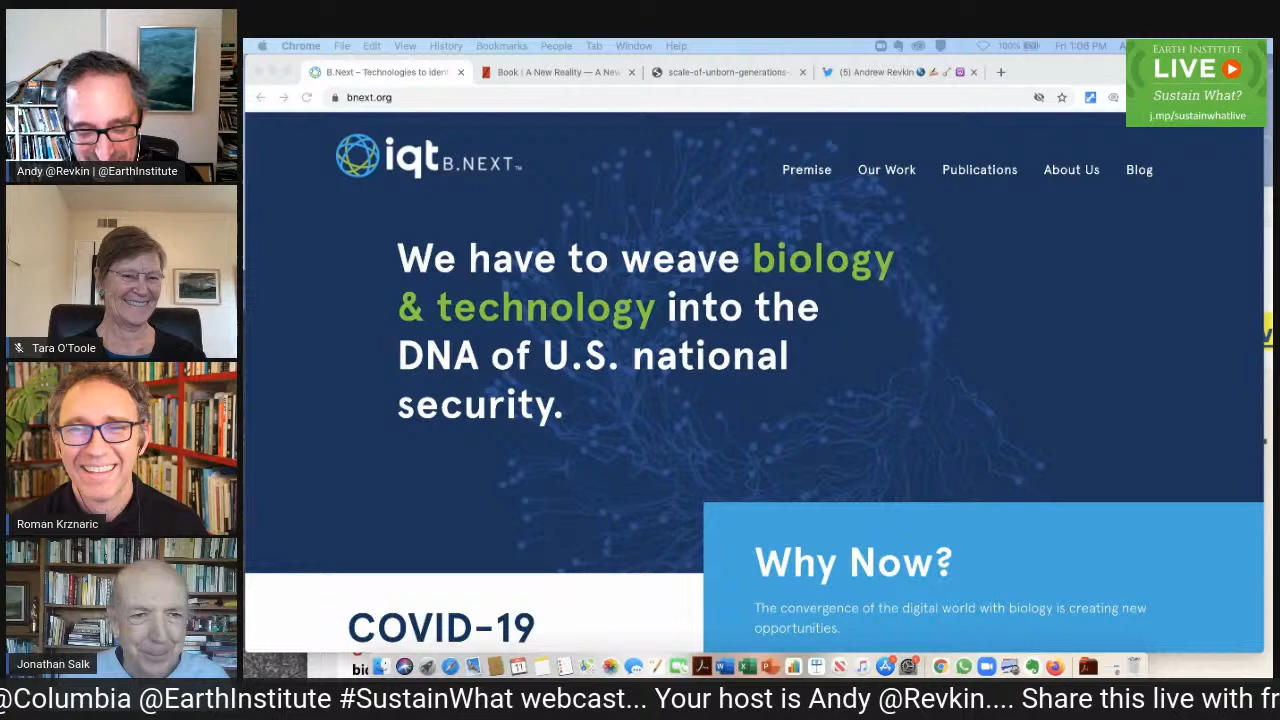 Andy @Revkin | @EarthInstitute
Tara O'Toole
Roman Krznaric
Jonathan Salk
Chrome File Edit View History Bookmarks People Tab Window Help
100%
Fri 1:06 PM
B.Next – Technologies to iden
Book | A New Reality — A New
scale-of-unborn-generations-
(5) Andrew Revkin
bnext.org
EARTH INSTITUTE
LIVE
Sustain What?
j.mp/sustainwhatlive
iqt B.NEXT
Premise Our Work Publications About Us Blog
We have to weave biology
& technology into the
DNA of U.S. national
security.
Why Now?
The convergence of the digital world with biology is creating new
opportunities.
COVID-19
@Columbia @EarthInstitute #SustainWhat webcast... Your host is Andy @Revkin.... Share this live with fr